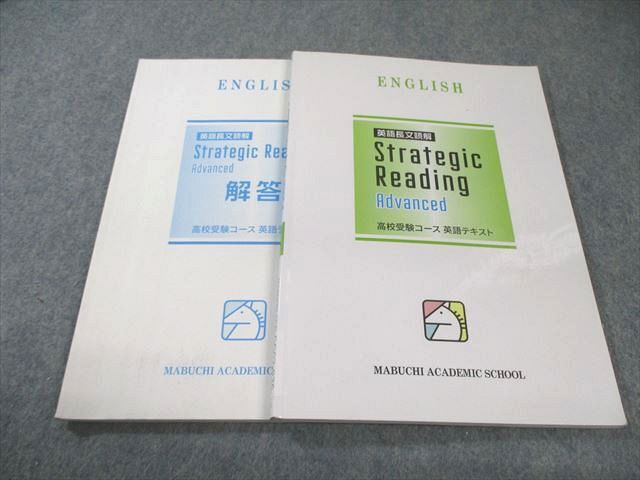 ENGLIS
英語長文読解
Strategic Rea
Advanced
解答
高校受験コース 英語テ
MABUCHI ACADEMIC
ENGLISH
英語長文読解
Strategic
Reading
Advanced
高校受験コース 英語テキスト
MABUCHI ACADEMIC SCHOOL